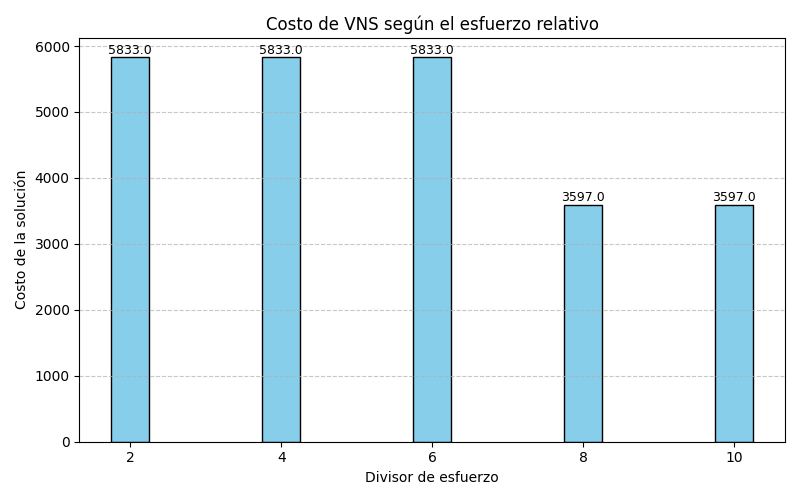 Costo de VNS según el esfuerzo relativo
5833.0 5833.0 5833.0 3597.0 3597.0
6000
5000
4000
3000
2000
1000
0
Costo de la solución
2 4 6 8 10
Divisor de esfuerzo